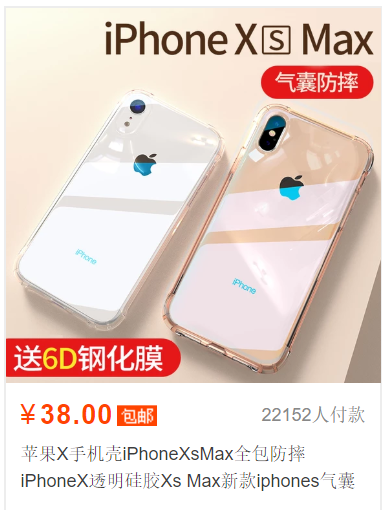 iPhone X🅂 Max
气囊防摔
iPhone
iPhone
送6D钢化膜
¥38.00 包邮 22152人付款
苹果X手机壳iPhoneXsMax全包防摔
iPhoneX透明硅胶Xs Max新款iphones气囊